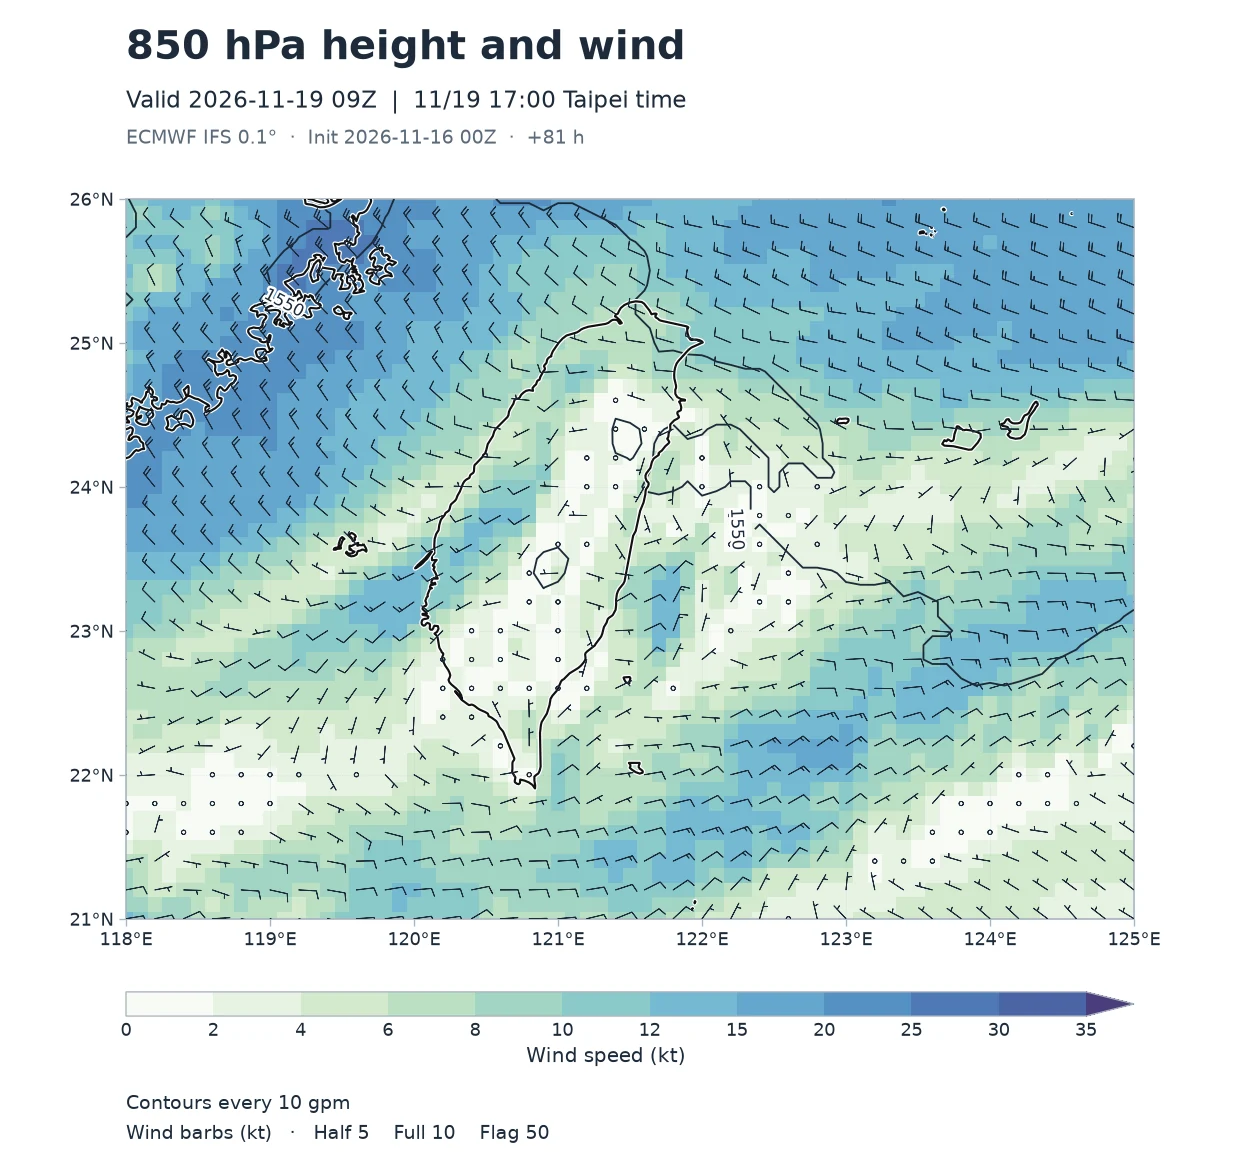 850 hPa height and wind
Valid 2026-11-19 09Z | 11/19 17:00 Taipei time
ECMWF IFS 0.1° · Init 2026-11-16 00Z · +81 h
26°N
25°N
24°N
23°N
22°N
21°N
1550
1550
118°E 119°E 120°E 121°E 122°E 123°E 124°E 125°E
0 2 4 6 8 10 12 15 20 25 30 35
Wind speed (kt)
Contours every 10 gpm
Wind barbs (kt) · Half 5 Full 10 Flag 50